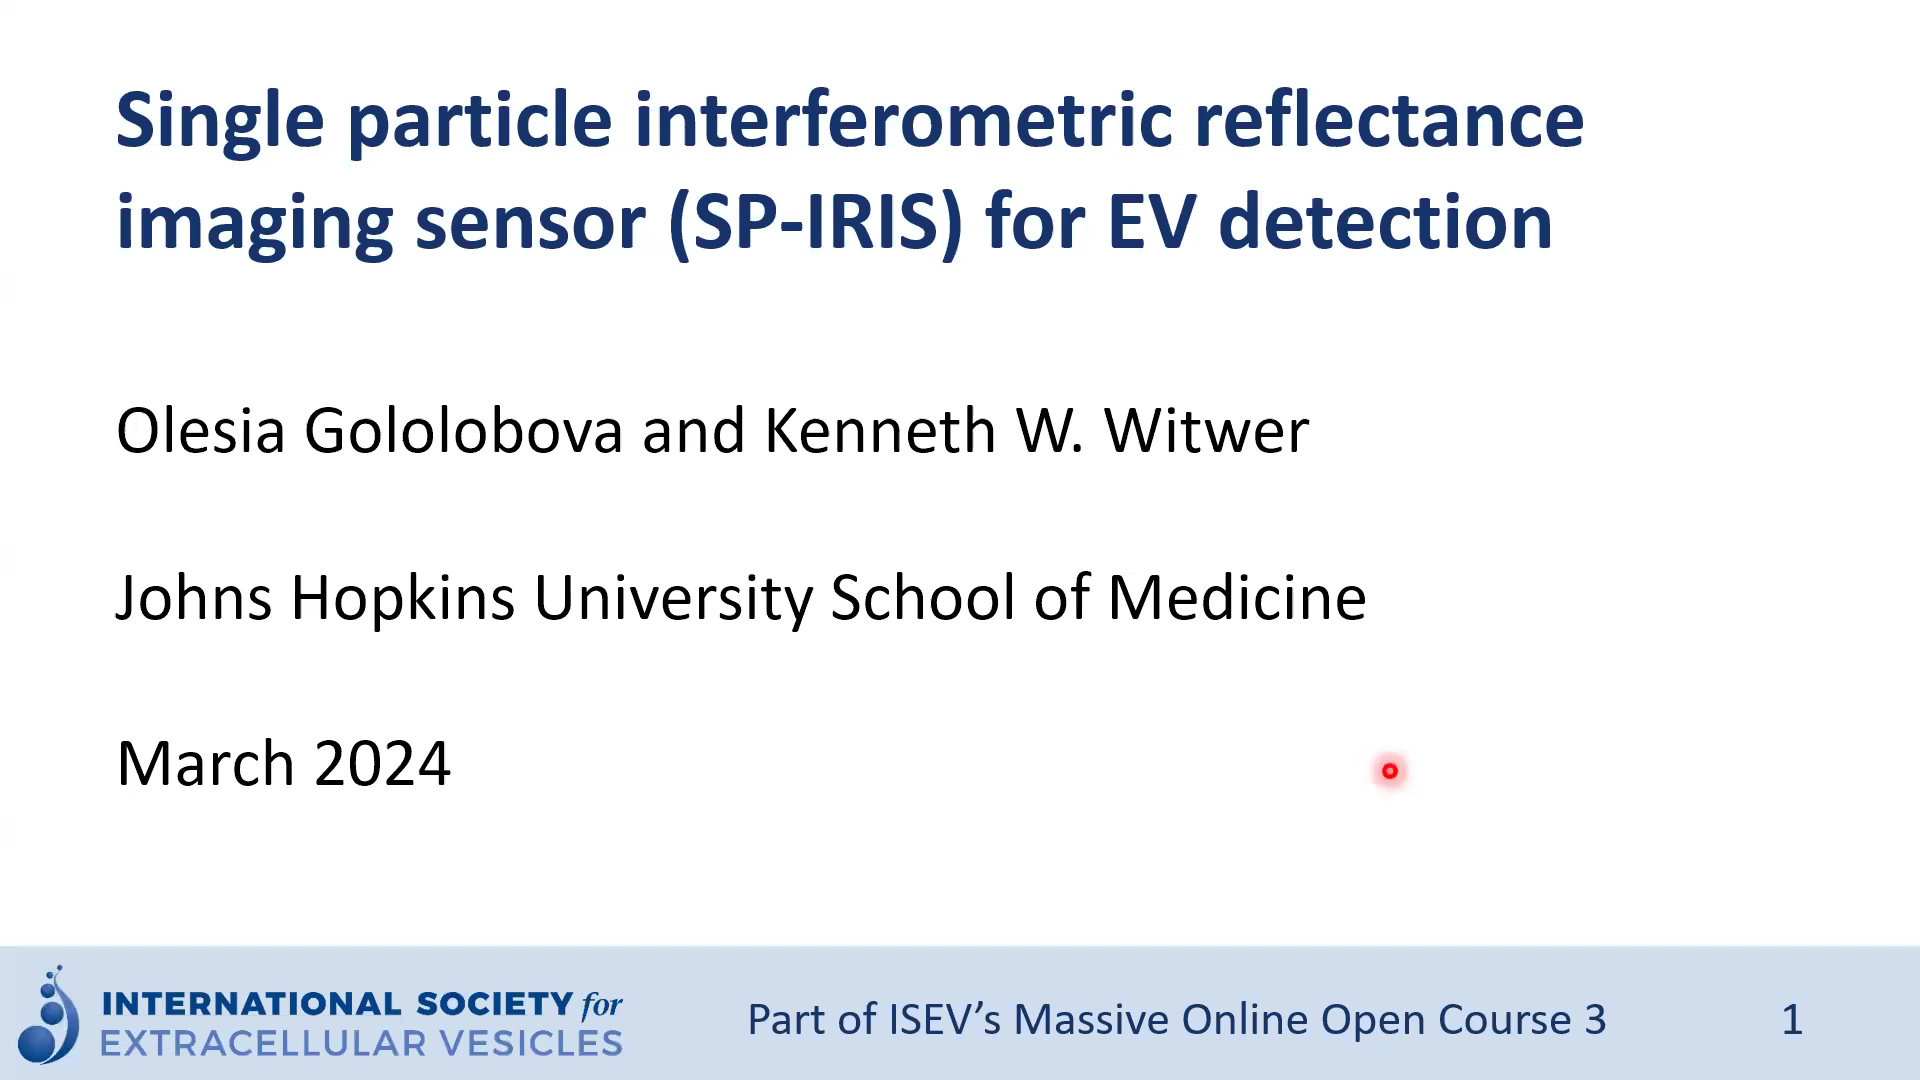 Single particle interferometric reflectance
imaging sensor (SP-IRIS) for EV detection
Olesia Gololobova and Kenneth W. Witwer
Johns Hopkins University School of Medicine
March 2024
INTERNATIONAL SOCIETY for
EXTRACELLULAR VESICLES
Part of ISEV’s Massive Online Open Course 3
1